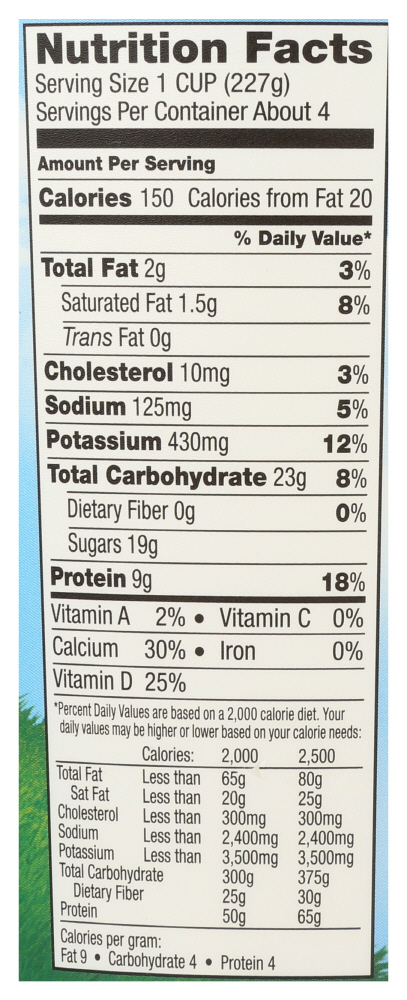 Nutrition Facts
Serving Size 1 CUP (227g)
Servings Per Container About 4
Amount Per Serving
Calories 150 Calories from Fat 20
% Daily Value*
Total Fat 2g 3%
Saturated Fat 1.5g 8%
Trans Fat 0g
Cholesterol 10mg 3%
Sodium 125mg 5%
Potassium 430mg 12%
Total Carbohydrate 23g 8%
Dietary Fiber 0g 0%
Sugars 19g
Protein 9g 18%
Vitamin A 2% • Vitamin C 0%
Calcium 30% • Iron 0%
Vitamin D 25%
*Percent Daily Values are based on a 2,000 calorie diet. Your
daily values may be higher or lower based on your calorie needs:
Calories: 2,000 2,500
Total Fat Less than 65g 80g
Sat Fat Less than 20g 25g
Cholesterol Less than 300mg 300mg
Sodium Less than 2,400mg 2,400mg
Potassium Less than 3,500mg 3,500mg
Total Carbohydrate 300g 375g
Dietary Fiber 25g 30g
Protein 50g 65g
Calories per gram:
Fat 9 • Carbohydrate 4 • Protein 4